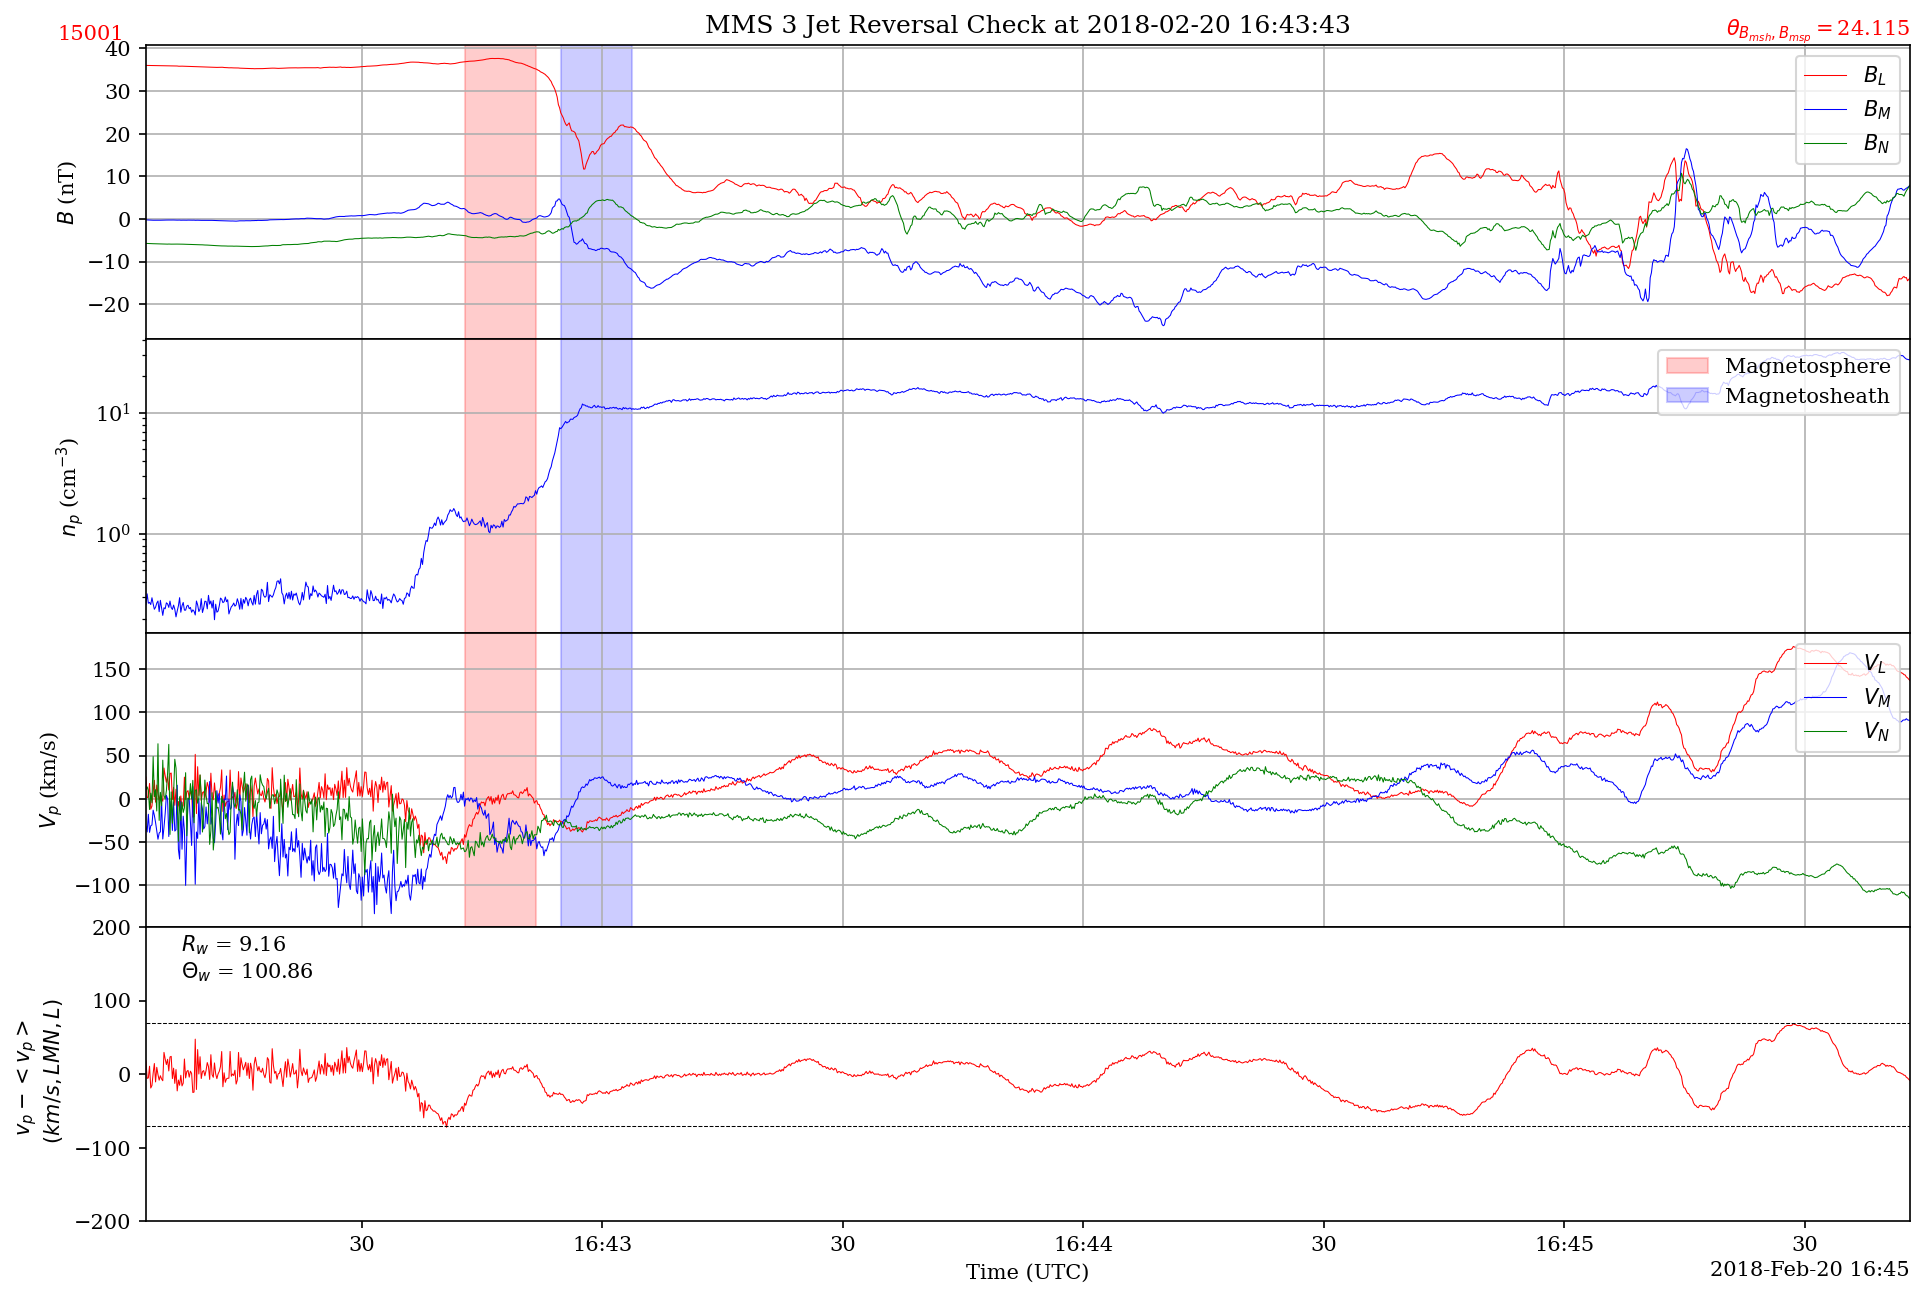 MMS 3 Jet Reversal Check at 2018-02-20 16:43:43
15001
θ_{B_{msh}, B_{msp}} = 24.115
40
30
20
10
0
−10
−20
B (nT)
B_L
B_M
B_N
10^1
10^0
n_p (cm^{−3})
Magnetosphere
Magnetosheath
150
100
50
0
−50
−100
V_p (km/s)
V_L
V_M
V_N
200
100
0
−100
−200
v_p − < v_p >
(km/s, LMN, L)
R_w = 9.16
Θ_w = 100.86
30
16:43
30
16:44
30
16:45
30
Time (UTC)
2018-Feb-20 16:45